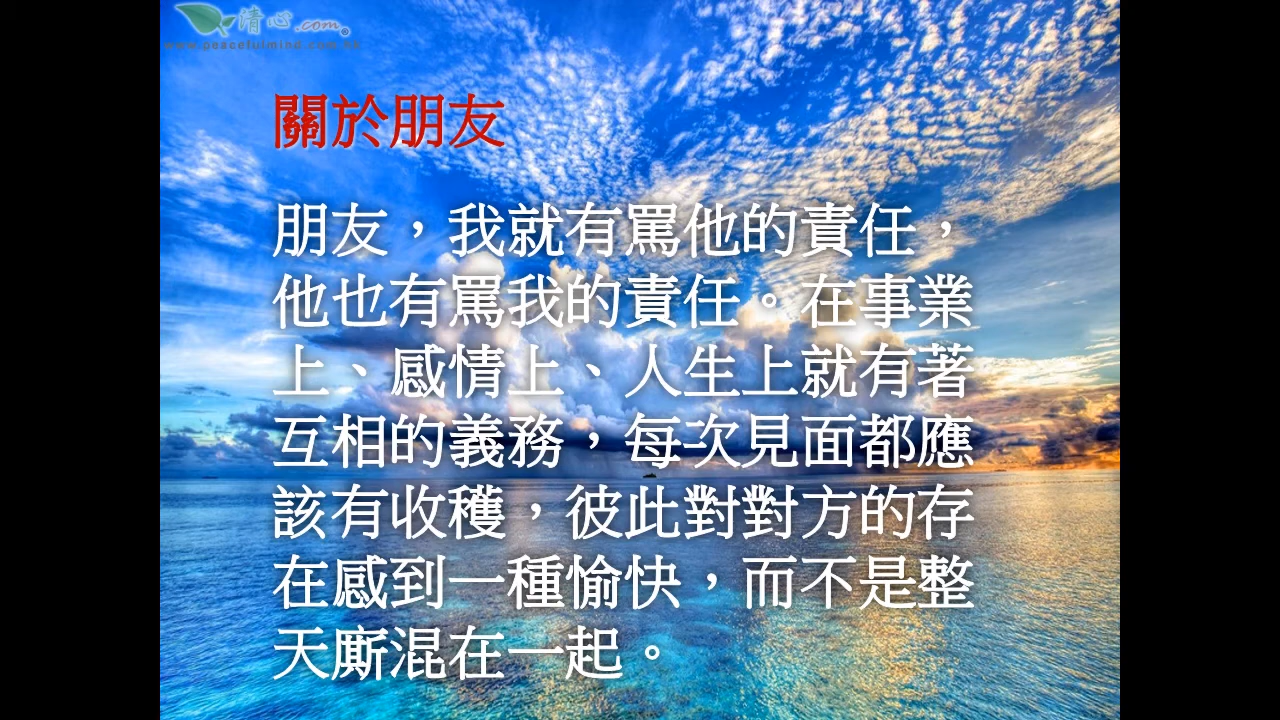 清心.com®
www.peacefulmind.com.hk
關於朋友
朋友，我就有罵他的責任，
他也有罵我的責任。在事業
上、感情上、人生上就有著
互相的義務，每次見面都應
該有收穫，彼此對對方的存
在感到一種愉快，而不是整
天廝混在一起。